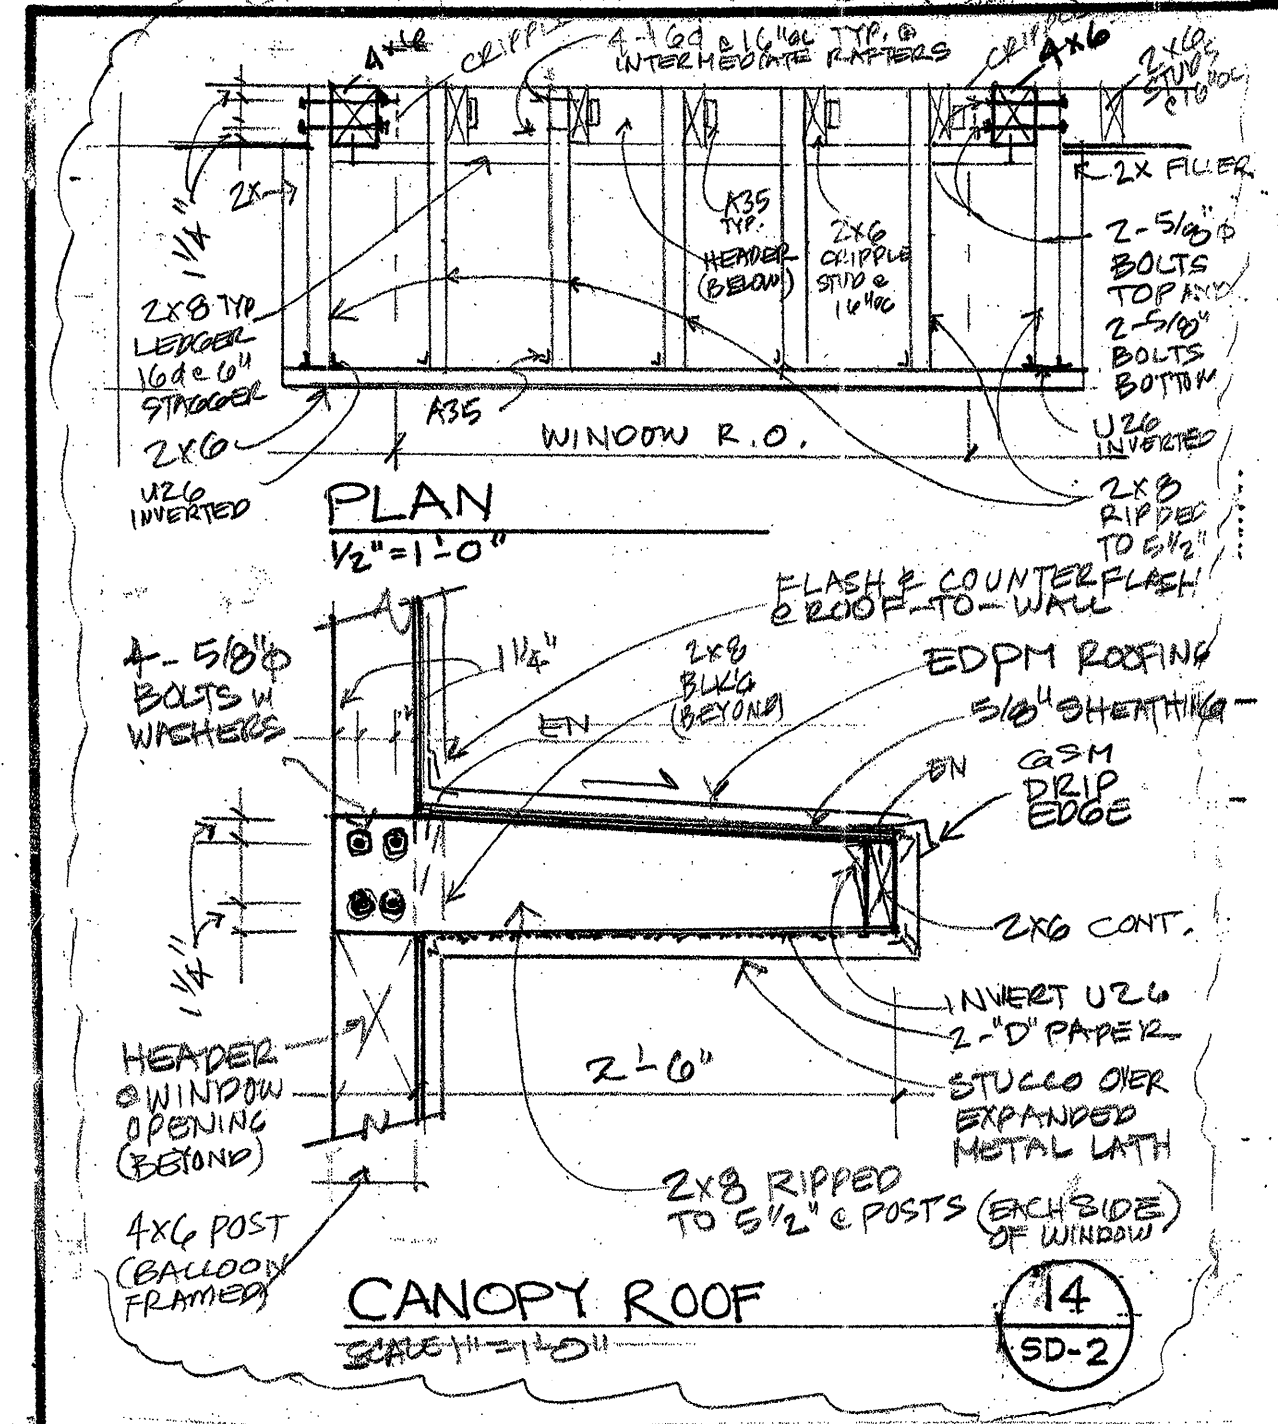 4x6
CRIPPLE
4-16d @ 16"oc TYP. @
INTERMEDIATE RAFTERS
4x6
2x6
STUDS
@ 16"oc
2x
1 1/4"
2X FILLER
A35
TYP.
HEADER
(BELOW)
2x6
CRIPPLE
STUD @
16"oc
2-5/8"φ
BOLTS
TOP AND
2-5/8"
BOLTS
BOTTOM
2x8 TYP
LEDGER
16d @ 6"
STAGGER
2x6
U26
INVERTED
A35
WINDOW R.O.
U26
INVERTED
2x8
RIPPED
TO 5 1/2"
PLAN
1/2" = 1'-0"
FLASH & COUNTERFLASH
@ ROOF-TO-WALL
4-5/8"φ
BOLTS W
WASHERS
1 1/4"
2x8
BLK'G
(BEYOND)
EDPM ROOFING
5/8" SHEATHING
EN
EN
GSM
DRIP
EDGE
1 1/4"
2x6 CONT.
INVERT U26
2-"D" PAPER
HEADER
@ WINDOW
OPENING
(BEYOND)
2'-6"
STUCCO OVER
EXPANDED
METAL LATH
2x8 RIPPED
TO 5 1/2" @ POSTS (EACH SIDE)
OF WINDOW
4x6 POST
(BALLOON
FRAMED)
CANOPY ROOF
SCALE 1" = 1'-0"
14
SD-2